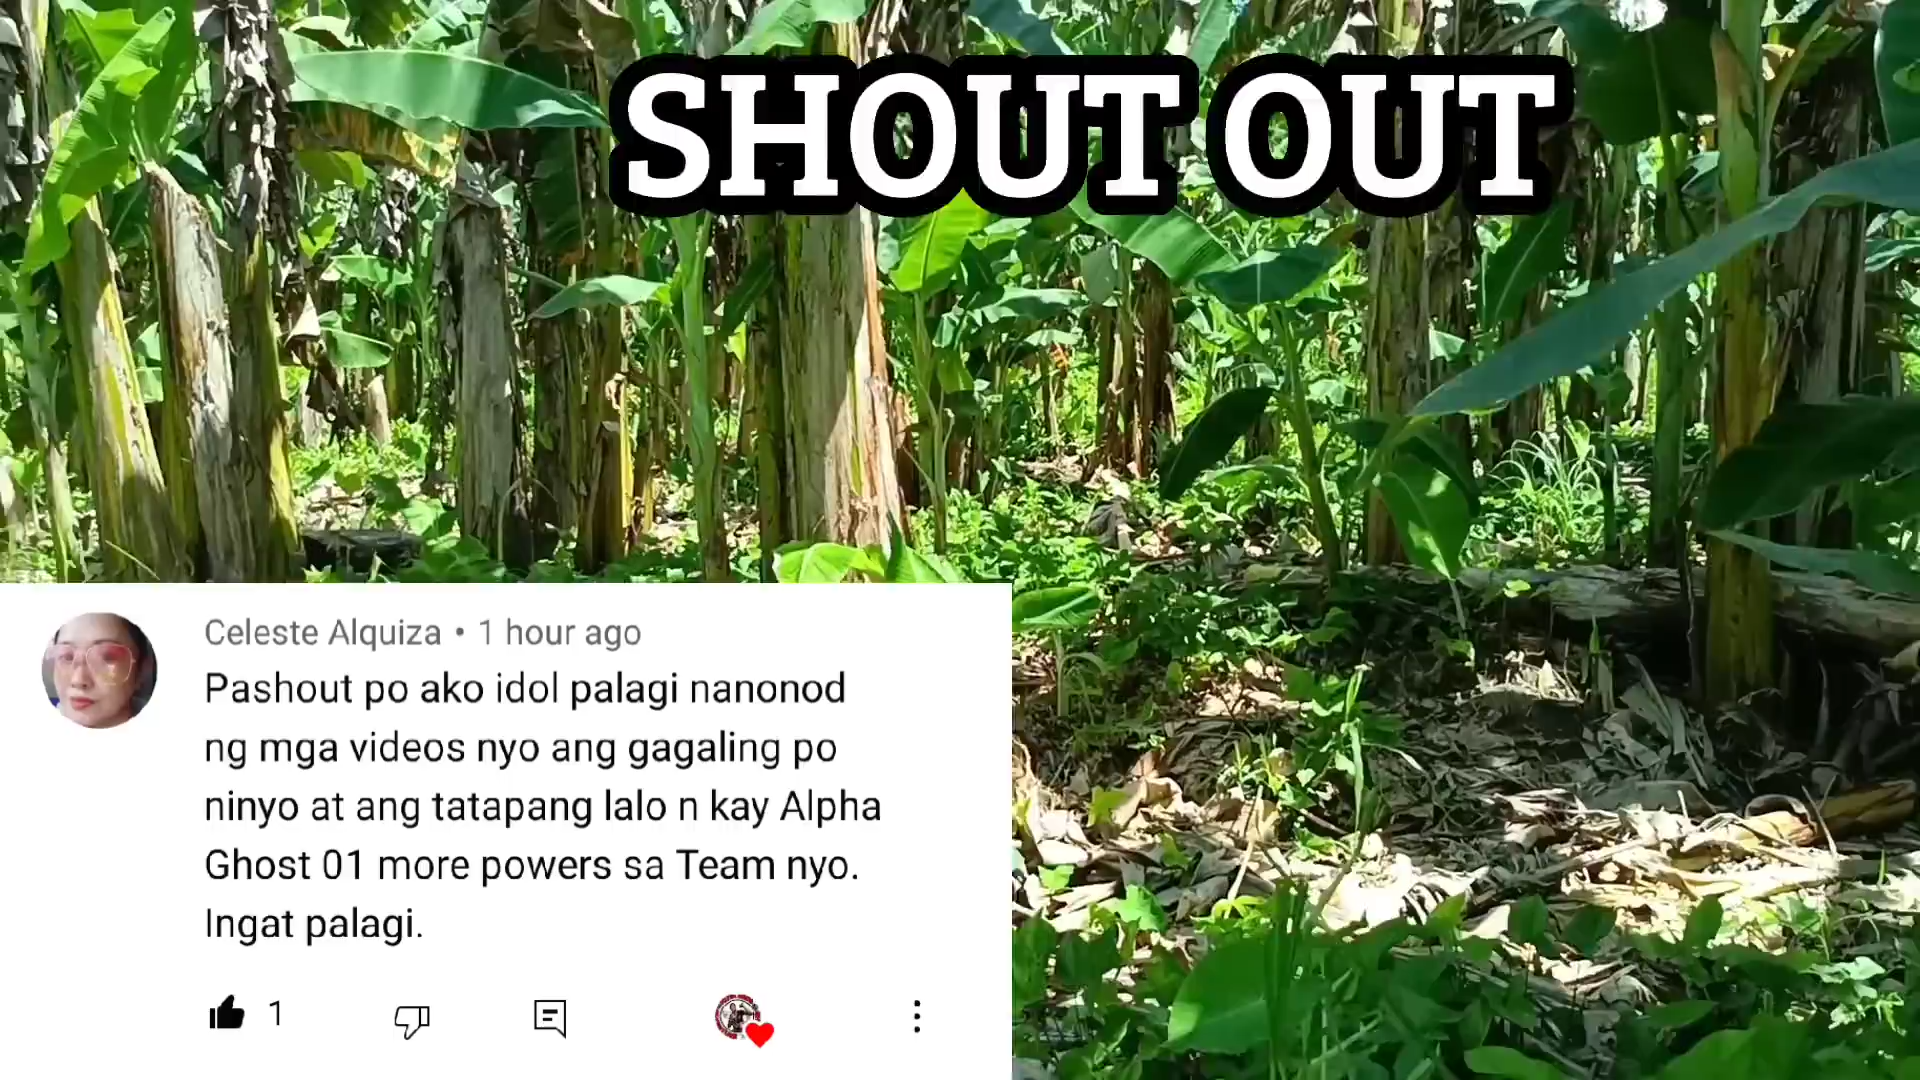 SHOUT OUT
Celeste Alquiza • 1 hour ago
Pashout po ako idol palagi nanonod
ng mga videos nyo ang gagaling po
ninyo at ang tatapang lalo n kay Alpha
Ghost 01 more powers sa Team nyo.
Ingat palagi.
1